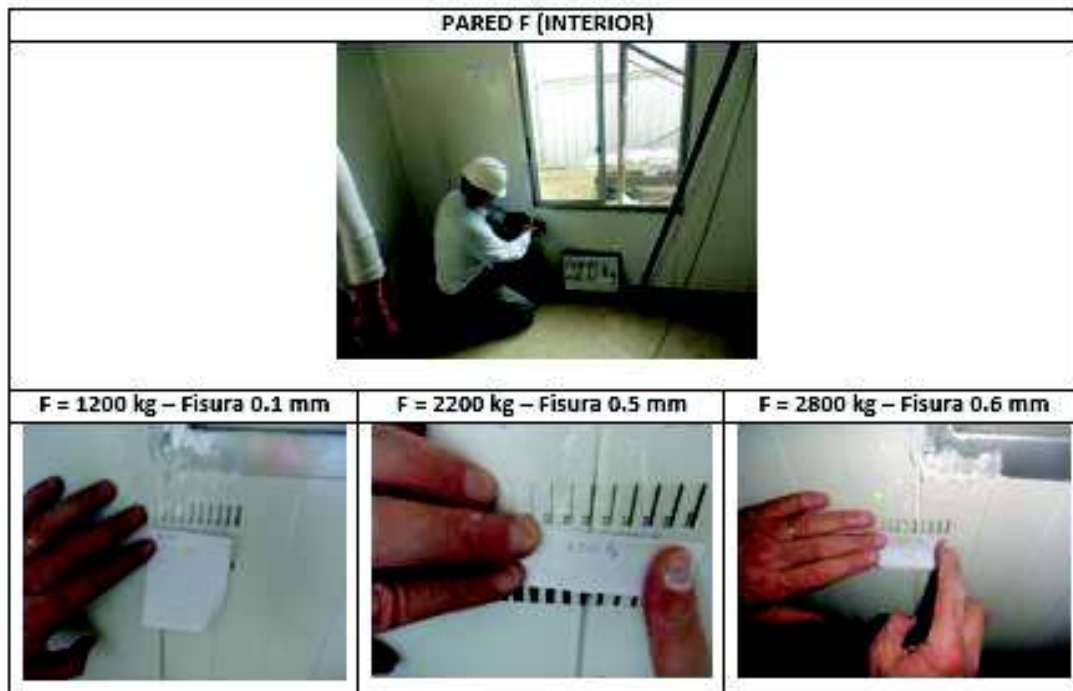 PARED F (INTERIOR)
F = 1200 kg – Fisura 0.1 mm
F = 2200 kg – Fisura 0.5 mm
F = 2800 kg – Fisura 0.6 mm